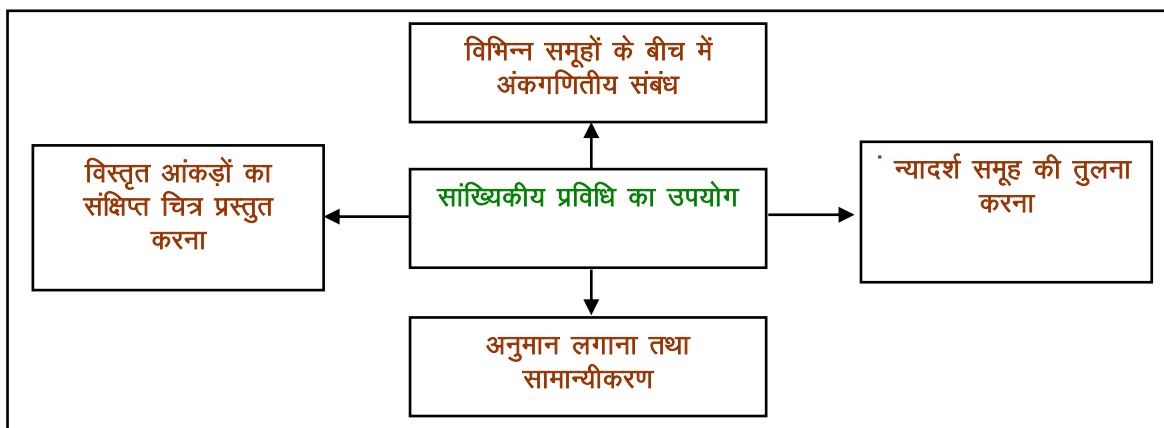 विभिन्न समूहों के बीच में
अंकगणितीय संबंध
विस्तृत आंकड़ों का
संक्षिप्त चित्र प्रस्तुत
करना
सांख्यिकीय प्रविधि का उपयोग
न्यादर्श समूह की तुलना
करना
अनुमान लगाना तथा
सामान्यीकरण